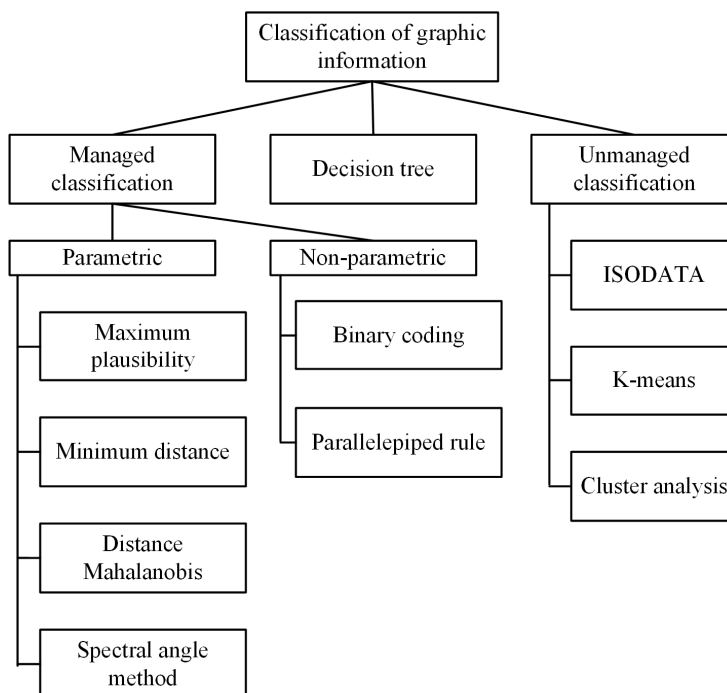 Classification of graphic
information
Managed
classification
Decision tree
Unmanaged
classification
Parametric
Non-parametric
ISODATA
Maximum
plausibility
Binary coding
K-means
Minimum distance
Parallelepiped rule
Cluster analysis
Distance
Mahalanobis
Spectral angle
method